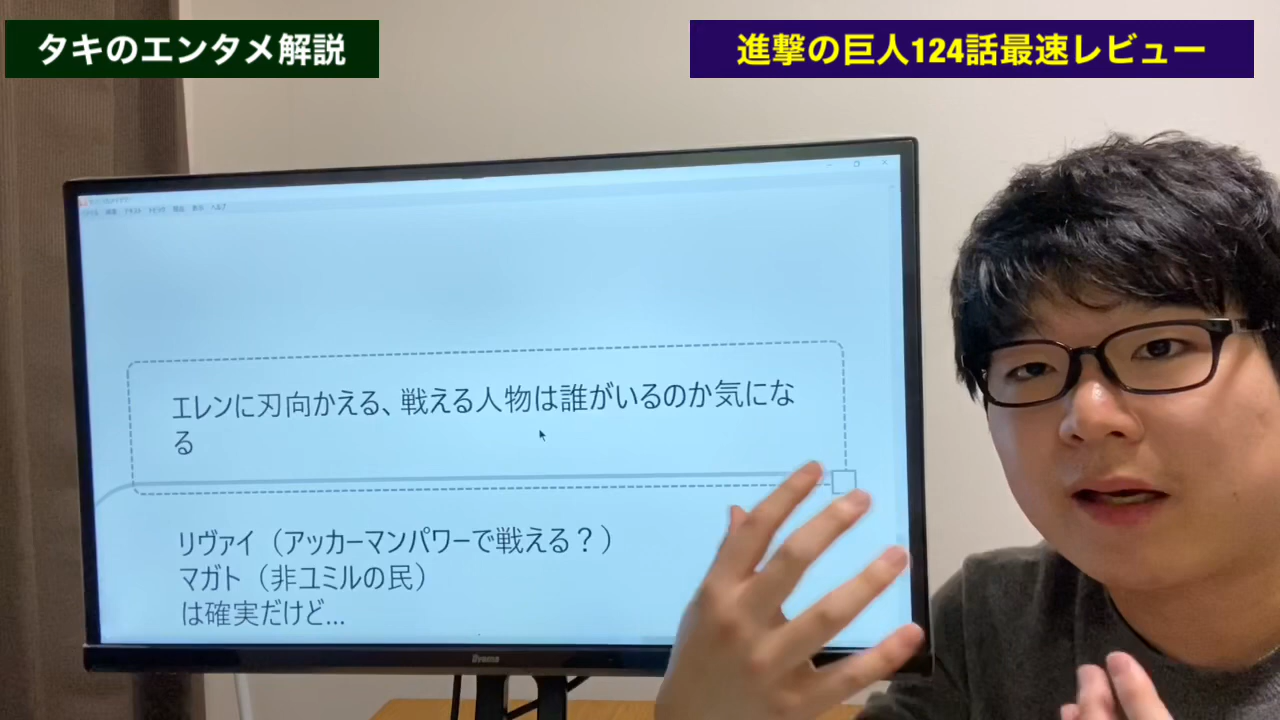 タキのエンタメ解説
進撃の巨人124話最速レビュー
エレンに刃向かえる、戦える人物は誰がいるのか気にな
る
リヴァイ（アッカーマンパワーで戦える？）
マガト（非ユミルの民）
は確実だけど...
iiyama